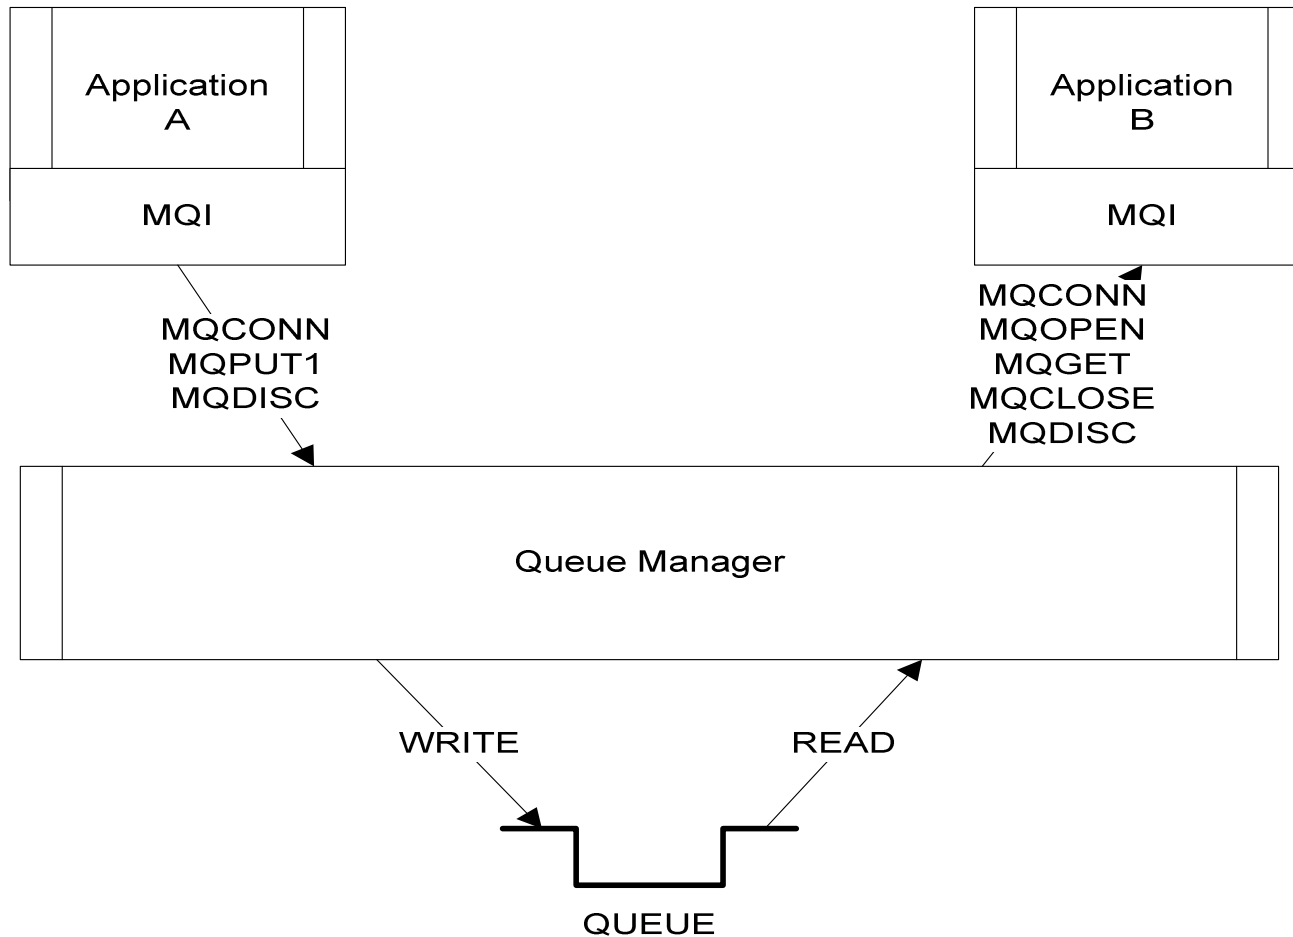 Application
A
MQI
Application
B
MQI
MQCONN
MQPUT1
MQDISC
MQCONN
MQOPEN
MQGET
MQCLOSE
MQDISC
Queue Manager
WRITE
READ
QUEUE